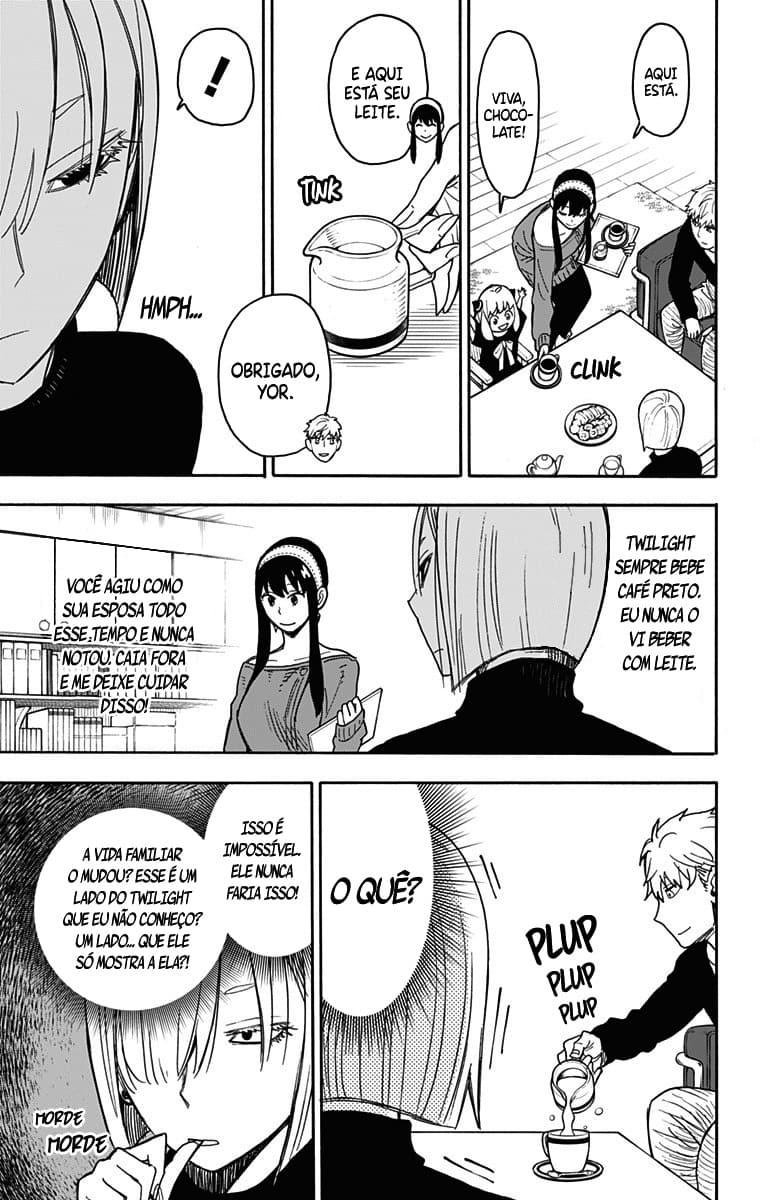 AQUI
ESTÁ.
VIVA,
CHOCO-
LATE!
CLINK
E AQUI
ESTÁ SEU
LEITE.
TINK
OBRIGADO,
YOR.
!
HMPH...
TWILIGHT
SEMPRE BEBE
CAFÉ PRETO.
EU NUNCA O
VI BEBER
COM LEITE.
VOCÊ AGIU COMO
SUA ESPOSA TODO
ESSE TEMPO E NUNCA
NOTOU. CAIA FORA
E ME DEIXE CUIDAR
DISSO!
PLUP
PLUP
PLUP
O QUÊ?
ISSO É
IMPOSSÍVEL.
ELE NUNCA
FARIA ISSO!
A VIDA FAMILIAR
O MUDOU? ESSE É UM
LADO DO TWILIGHT
QUE EU NÃO CONHEÇO?
UM LADO... QUE ELE
SÓ MOSTRA A ELA?!
MORDE
MORDE